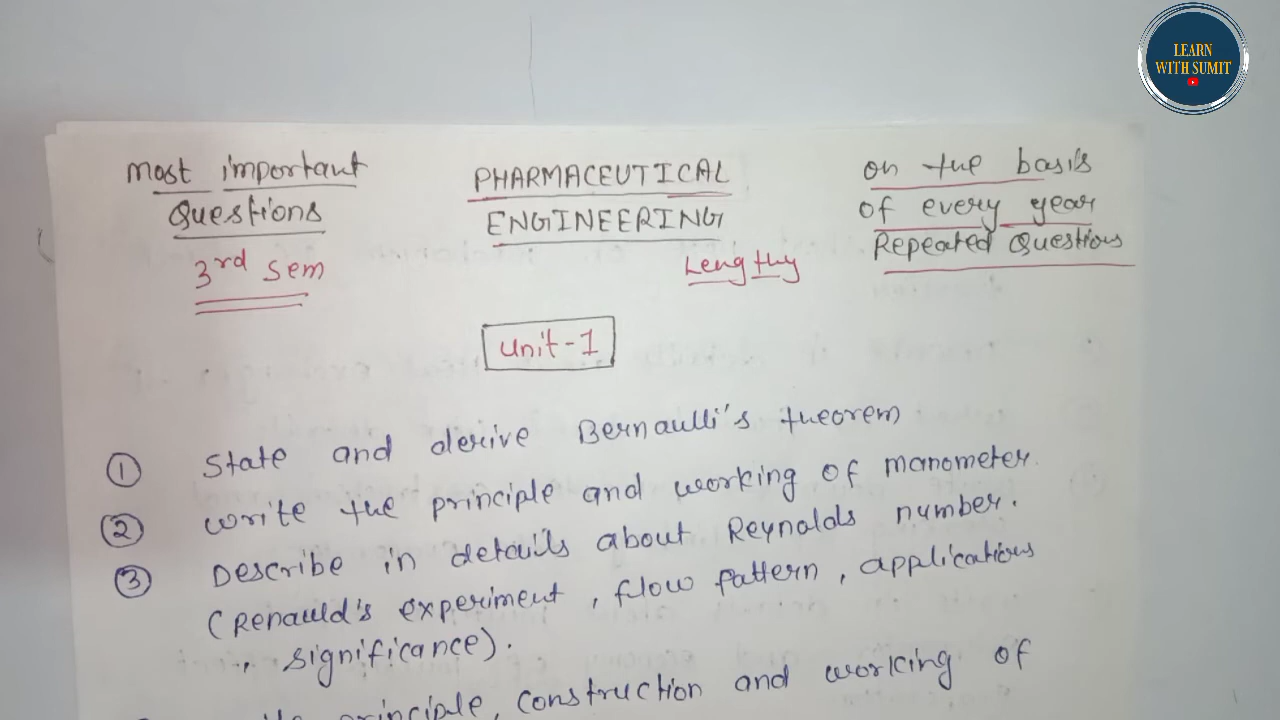 LEARN
WITH SUMIT
most important
Questions
3rd sem
PHARMACEUTICAL
ENGINEERING
Lengthy
on the basis
of every year
Repeated Questions
Unit-1
1 State and derive Bernaulli's theorem
2 write the principle and working of manometer.
3 Describe in details about Reynolds number.
(Renauld's experiment, flow pattern, applications
, significance).
principle, construction and working of